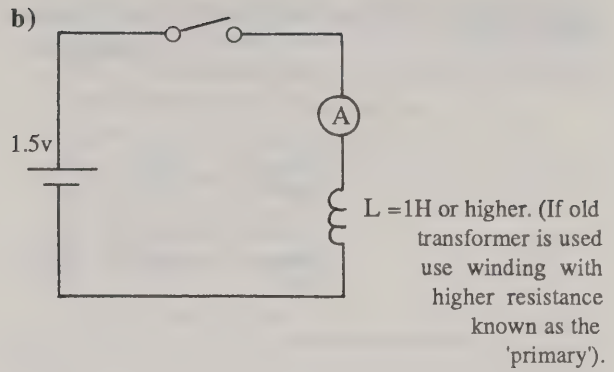 b)
A
1.5v
L =1H or higher. (If old
transformer is used
use winding with
higher resistance
known as the
'primary').